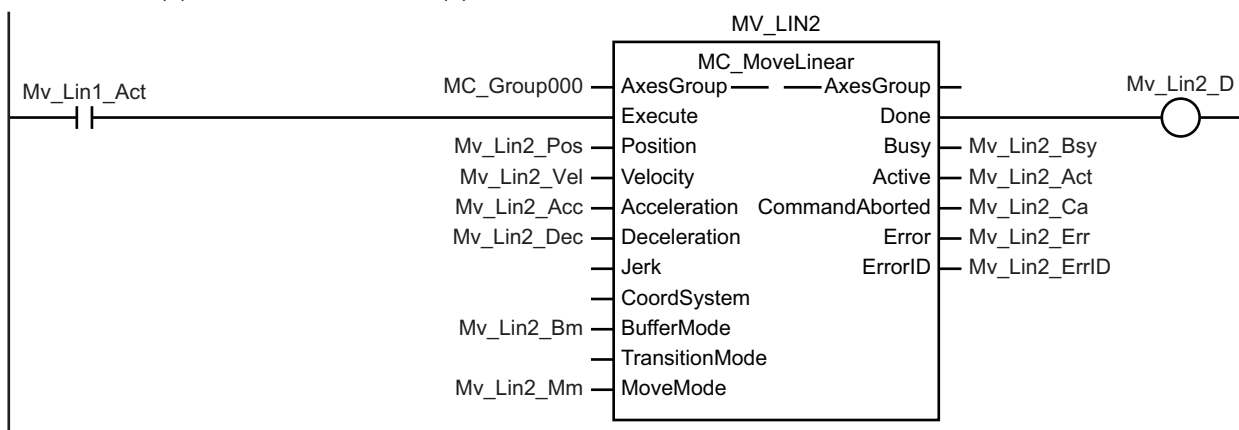 MV_LIN2
MC_MoveLinear
Mv_Lin1_Act
MC_Group000 AxesGroup AxesGroup Mv_Lin2_D
Execute Done
Mv_Lin2_Pos Position Busy Mv_Lin2_Bsy
Mv_Lin2_Vel Velocity Active Mv_Lin2_Act
Mv_Lin2_Acc Acceleration CommandAborted Mv_Lin2_Ca
Mv_Lin2_Dec Deceleration Error Mv_Lin2_Err
Jerk ErrorID Mv_Lin2_ErrID
CoordSystem
Mv_Lin2_Bm BufferMode
TransitionMode
Mv_Lin2_Mm MoveMode